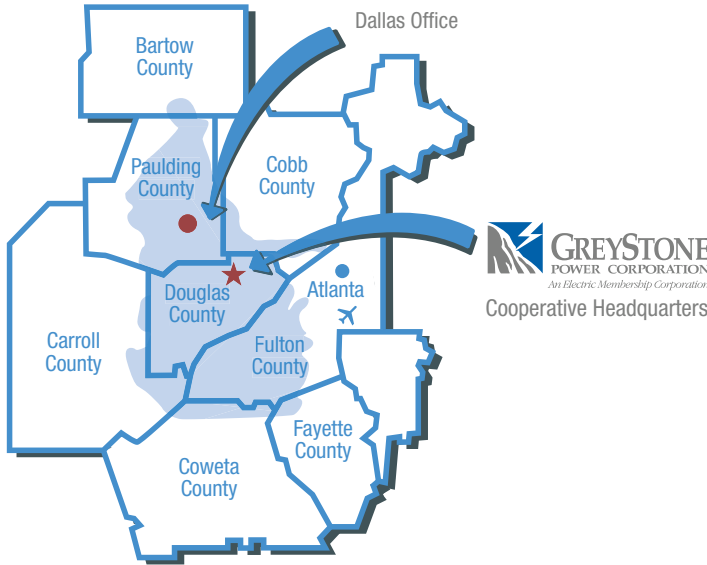 Dallas Office
Bartow
County
Paulding
County
Cobb
County
GREYSTONE
POWER CORPORATION
An Electric Membership Corporation
Cooperative Headquarters
Douglas
County
Atlanta
Carroll
County
Fulton
County
Fayette
County
Coweta
County